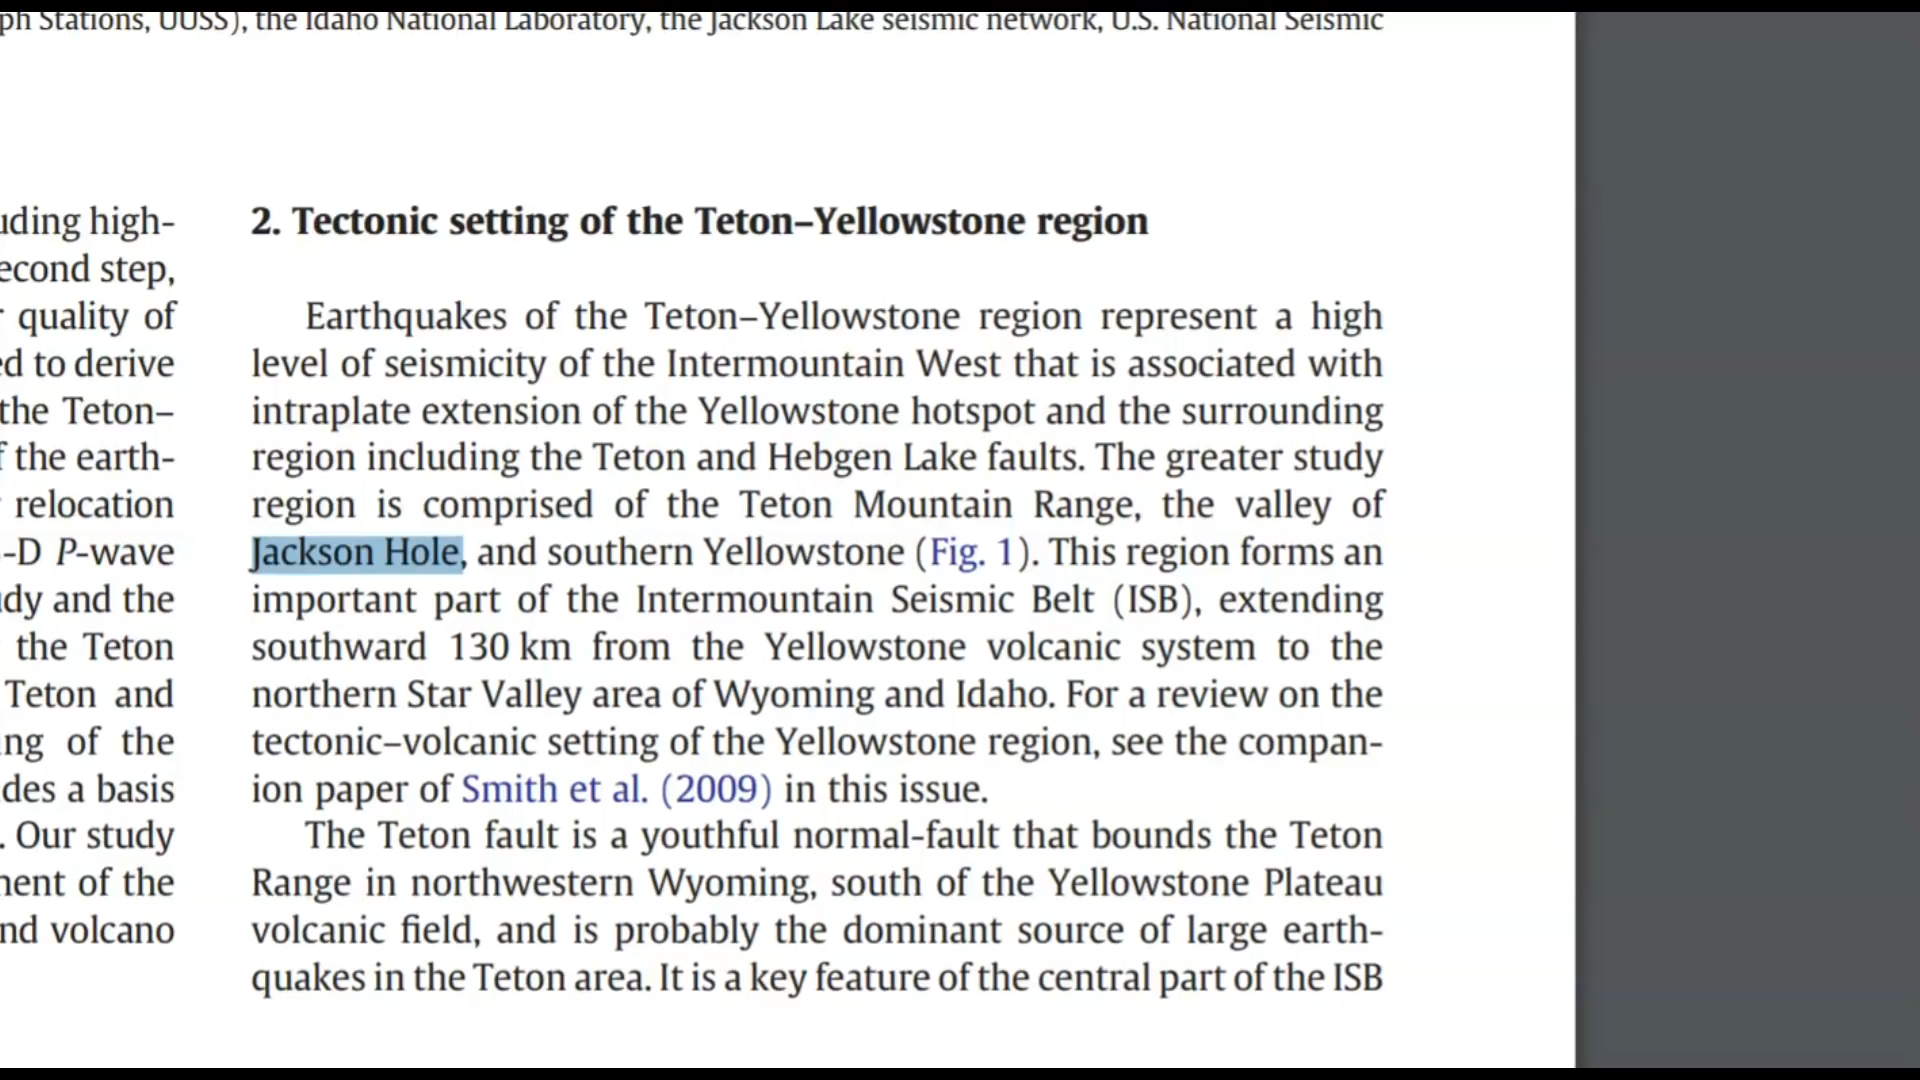 ph Stations, UUSS), the Idaho National Laboratory, the Jackson Lake seismic network, U.S. National Seismic
uding high-
econd step,
quality of
ed to derive
the Teton–
f the earth-
relocation
-D P-wave
udy and the
the Teton
Teton and
ing of the
des a basis
. Our study
ment of the
nd volcano
2. Tectonic setting of the Teton–Yellowstone region
Earthquakes of the Teton–Yellowstone region represent a high
level of seismicity of the Intermountain West that is associated with
intraplate extension of the Yellowstone hotspot and the surrounding
region including the Teton and Hebgen Lake faults. The greater study
region is comprised of the Teton Mountain Range, the valley of
Jackson Hole, and southern Yellowstone (Fig. 1). This region forms an
important part of the Intermountain Seismic Belt (ISB), extending
southward 130 km from the Yellowstone volcanic system to the
northern Star Valley area of Wyoming and Idaho. For a review on the
tectonic–volcanic setting of the Yellowstone region, see the compan-
ion paper of Smith et al. (2009) in this issue.
The Teton fault is a youthful normal-fault that bounds the Teton
Range in northwestern Wyoming, south of the Yellowstone Plateau
volcanic field, and is probably the dominant source of large earth-
quakes in the Teton area. It is a key feature of the central part of the ISB